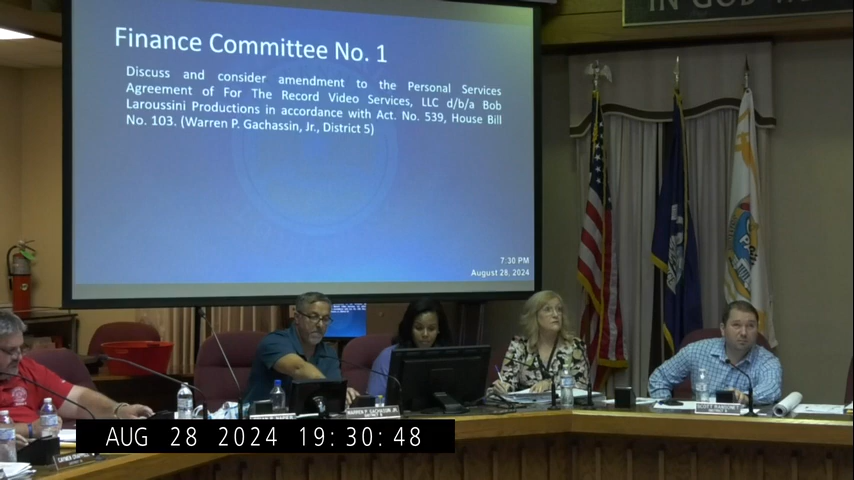 IN GOD
Finance Committee No. 1
Discuss and consider amendment to the Personal Services
Agreement of For The Record Video Services, LLC d/b/a Bob
Laroussini Productions in accordance with Act. No. 539, House Bill
No. 103. (Warren P. Gachassin, Jr., District 5)
7:30 PM
August 28, 2024
WARREN P. GACHASSIN, JR.
AUG 28 2024 19:30:48